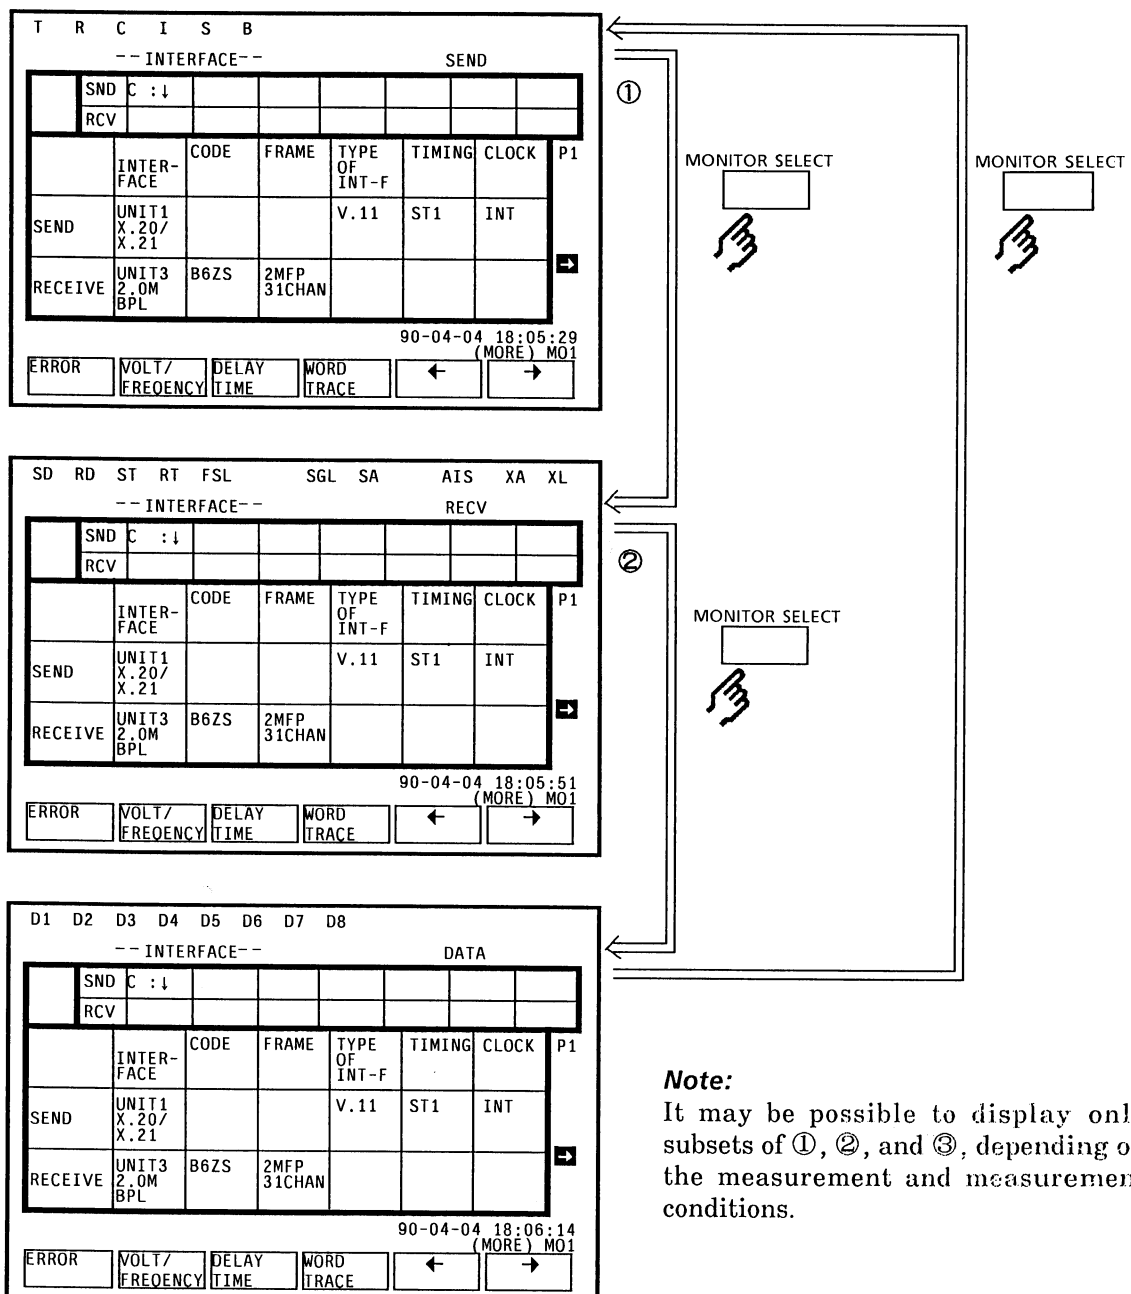 T R C I S B
--INTERFACE-- SEND
SND C :↓
RCV
INTER-
FACE CODE FRAME TYPE
OF
INT-F TIMING CLOCK P1
SEND UNIT1
X.20/
X.21 V.11 ST1 INT
RECEIVE UNIT3
2.0M
BPL B6ZS 2MFP
31CHAN
→
90-04-04 18:05:29
(MORE) MO1
ERROR VOLT/
FREQENCY DELAY
TIME WORD
TRACE ← →
①
MONITOR SELECT
MONITOR SELECT
SD RD ST RT FSL SGL SA AIS XA XL
--INTERFACE-- RECV
SND C :↓
RCV
INTER-
FACE CODE FRAME TYPE
OF
INT-F TIMING CLOCK P1
SEND UNIT1
X.20/
X.21 V.11 ST1 INT
RECEIVE UNIT3
2.0M
BPL B6ZS 2MFP
31CHAN
→
90-04-04 18:05:51
(MORE) MO1
ERROR VOLT/
FREQENCY DELAY
TIME WORD
TRACE ← →
②
MONITOR SELECT
D1 D2 D3 D4 D5 D6 D7 D8
--INTERFACE-- DATA
SND C :↓
RCV
INTER-
FACE CODE FRAME TYPE
OF
INT-F TIMING CLOCK P1
SEND UNIT1
X.20/
X.21 V.11 ST1 INT
RECEIVE UNIT3
2.0M
BPL B6ZS 2MFP
31CHAN
→
90-04-04 18:06:14
(MORE) MO1
ERROR VOLT/
FREQENCY DELAY
TIME WORD
TRACE ← →
Note:
It may be possible to display onl
subsets of ①, ②, and ③, depending o
the measurement and measuremen
conditions.